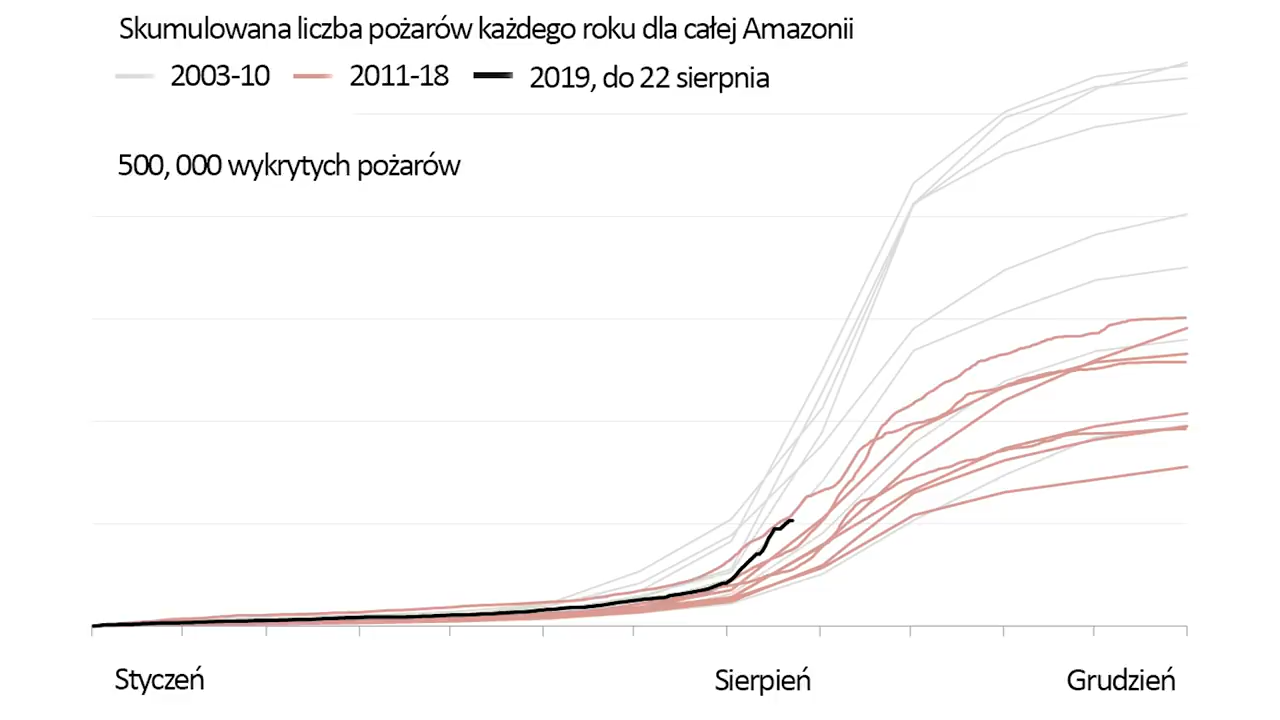 Skumulowana liczba pożarów każdego roku dla całej Amazonii
2003-10 2011-18 2019, do 22 sierpnia
500, 000 wykrytych pożarów
Styczeń Sierpień Grudzień